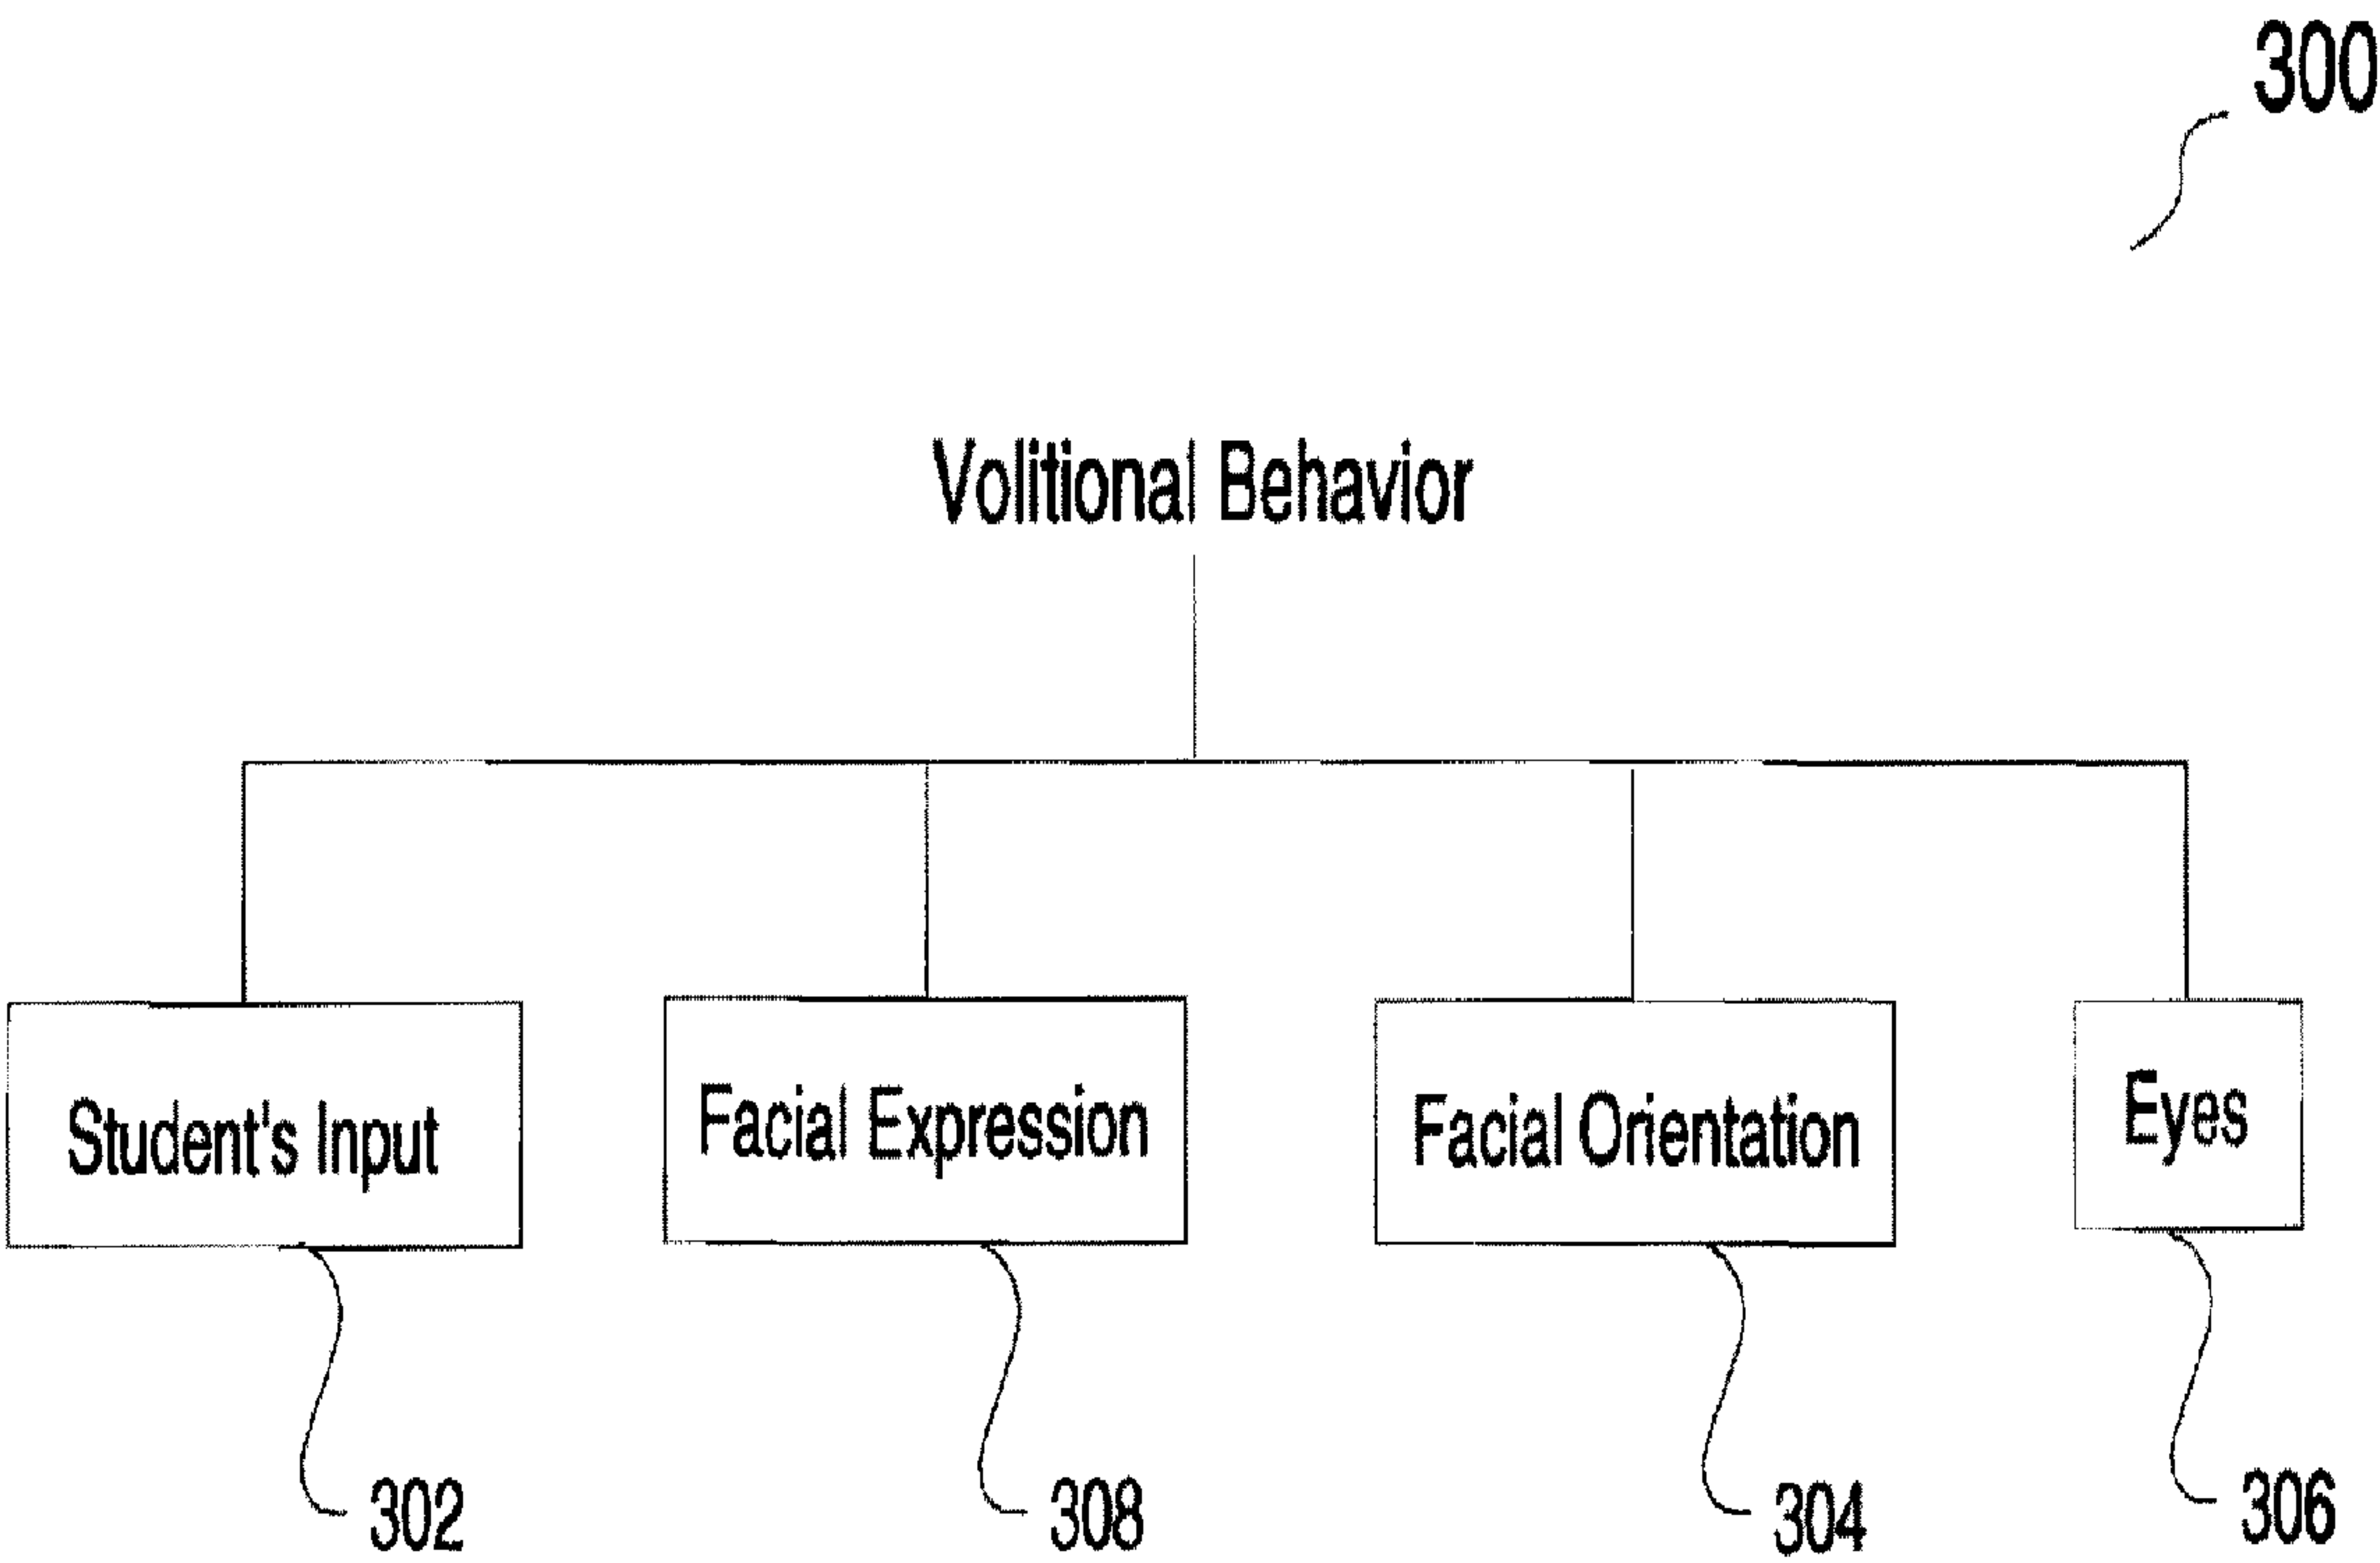 300
Volitional Behavior
Student's Input
Facial Expression
Facial Orientation
Eyes
302
308
304
306